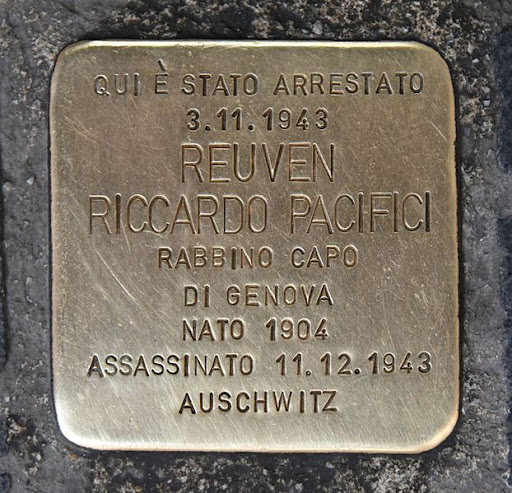 QUI È STATO ARRESTATO
3.11.1943
REUVEN
RICCARDO PACIFICI
RABBINO CAPO
DI GENOVA
NATO 1904
ASSASSINATO 11.12.1943
AUSCHWITZ